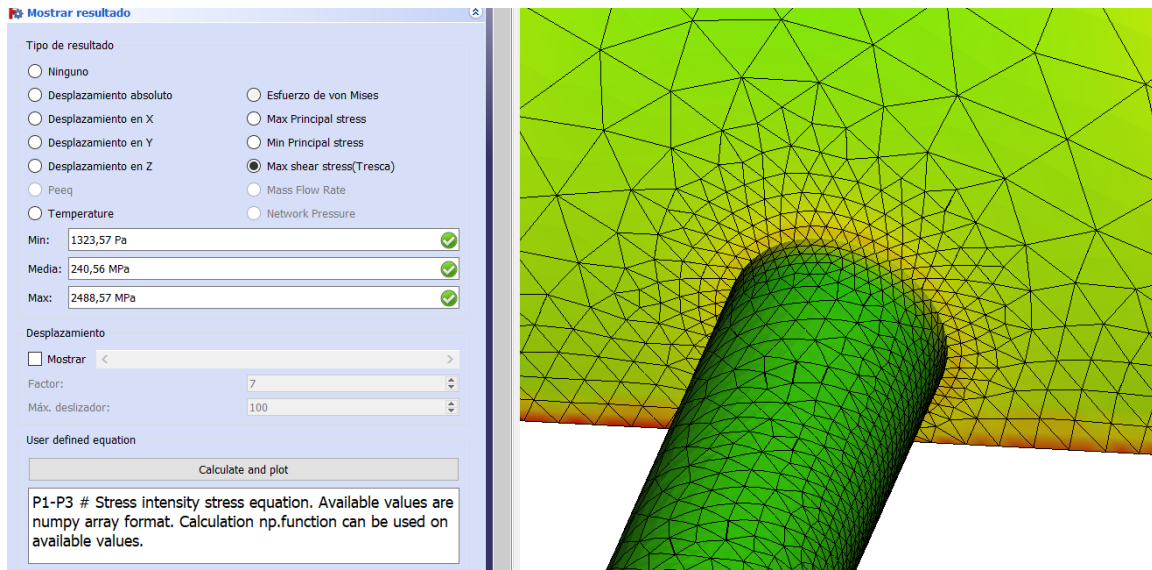 Mostrar resultado
Tipo de resultado
Ninguno
Desplazamiento absoluto
Esfuerzo de von Mises
Desplazamiento en X
Max Principal stress
Desplazamiento en Y
Min Principal stress
Desplazamiento en Z
Max shear stress(Tresca)
Peeq
Mass Flow Rate
Temperature
Network Pressure
Min: 1323,57 Pa
Media: 240,56 MPa
Max: 2488,57 MPa
Desplazamiento
Mostrar
Factor: 7
Máx. deslizador: 100
User defined equation
Calculate and plot
P1-P3 # Stress intensity stress equation. Available values are
numpy array format. Calculation np.function can be used on
available values.